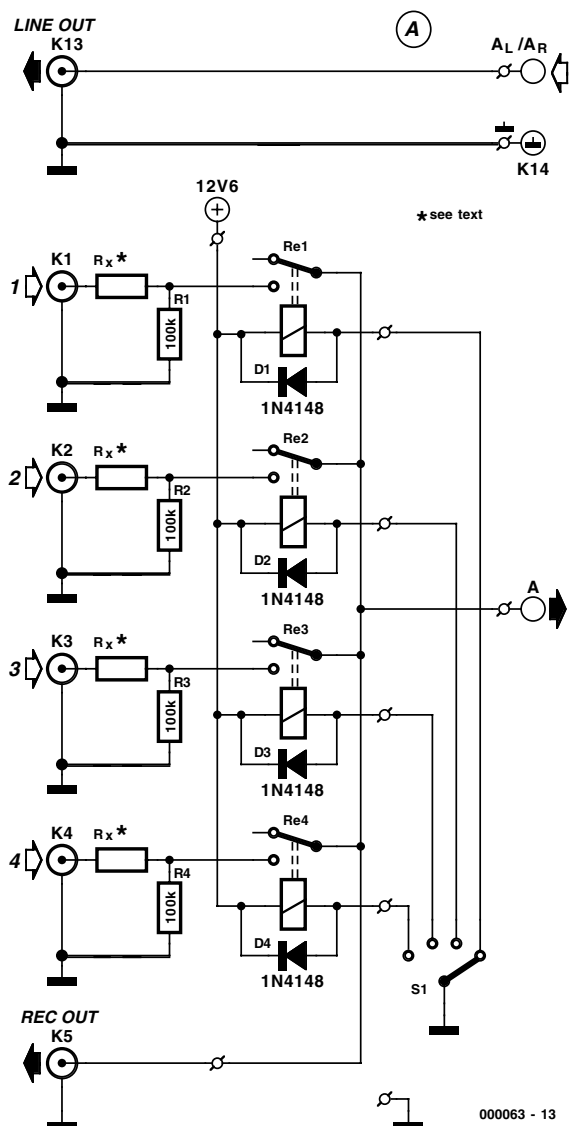 LINE OUT
K13
A
AL /AR
K14
12V6
+
* see text
1
K1
Rx*
R1
100k
Re1
D1
1N4148
2
K2
Rx*
R2
100k
Re2
D2
1N4148
A
3
K3
Rx*
R3
100k
Re3
D3
1N4148
4
K4
Rx*
R4
100k
Re4
D4
1N4148
S1
REC OUT
K5
000063 - 13